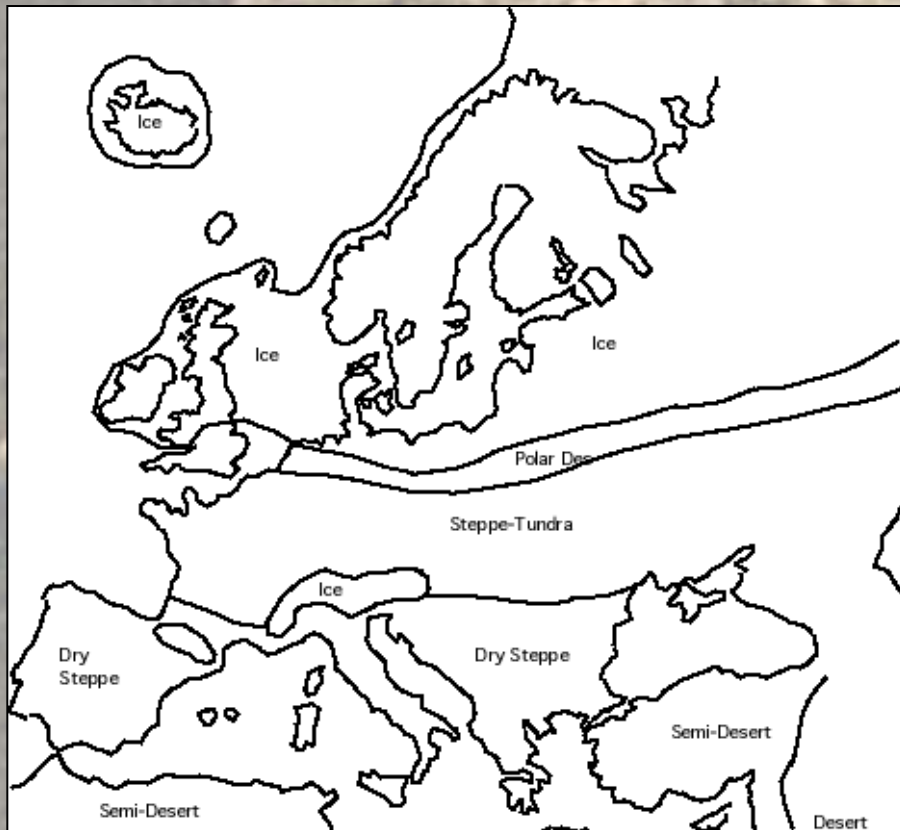 Ice
Ice
Ice
Polar Des
Steppe-Tundra
Ice
Dry
Steppe
Dry Steppe
Semi-Desert
Semi-Desert
Desert